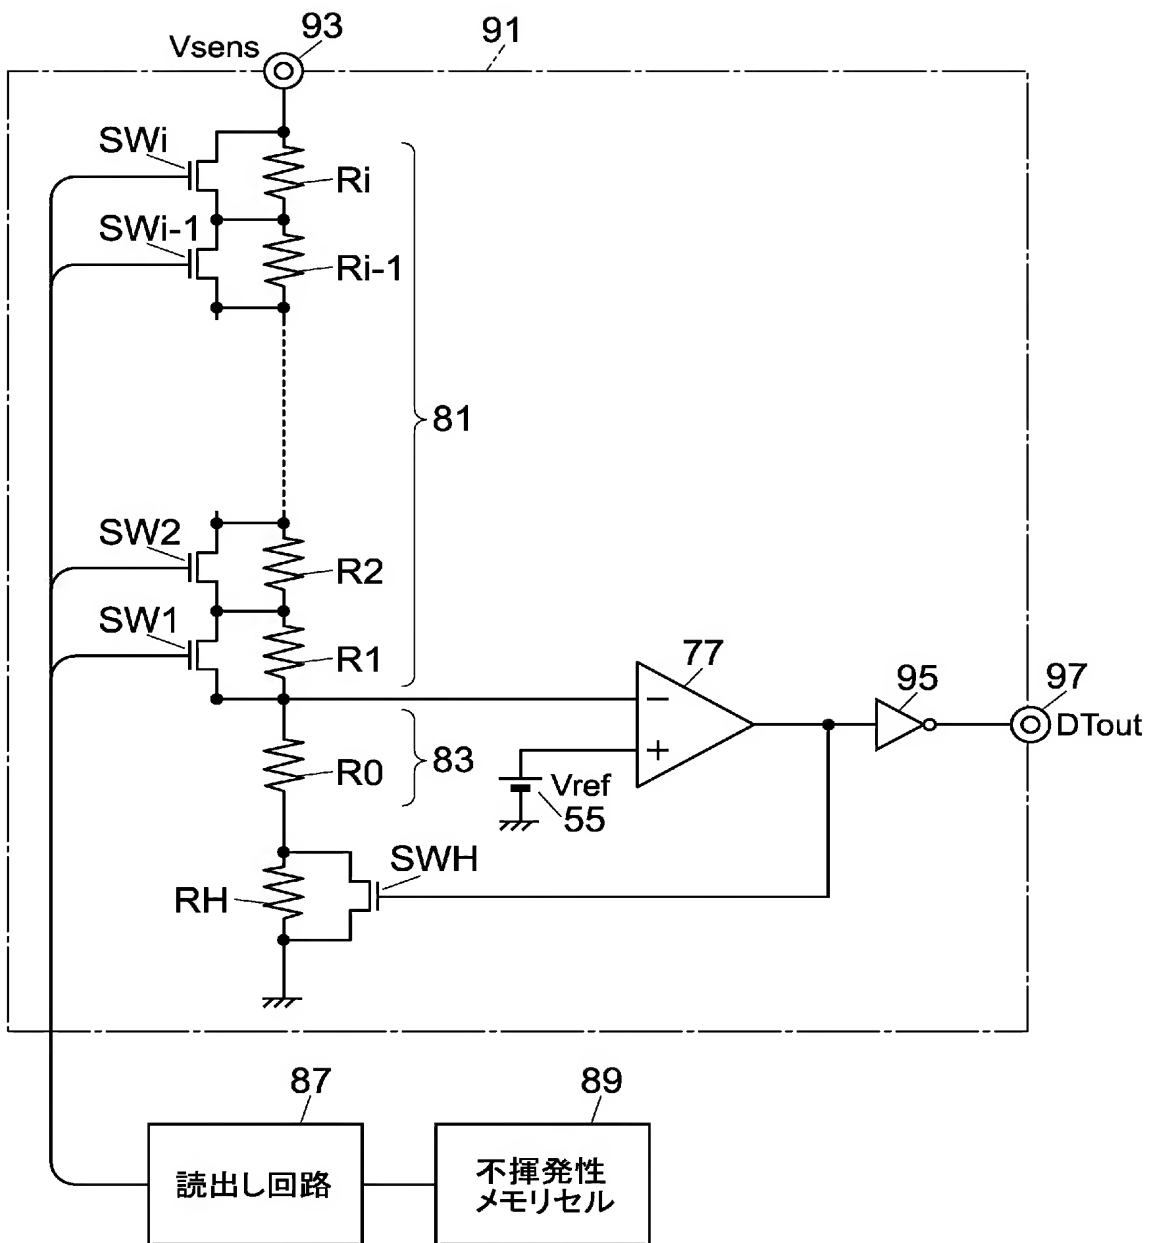 93
91
Vsens
SWi
Ri
SWi-1
Ri-1
81
SW2
R2
SW1
R1
77
95
97
DTout
83
R0
Vref
55
SWH
RH
87
89
読出し回路
不揮発性
メモリセル